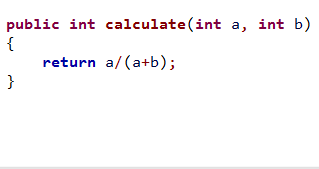 public int calculate(int a, int b)
{
    return a/(a+b);
}